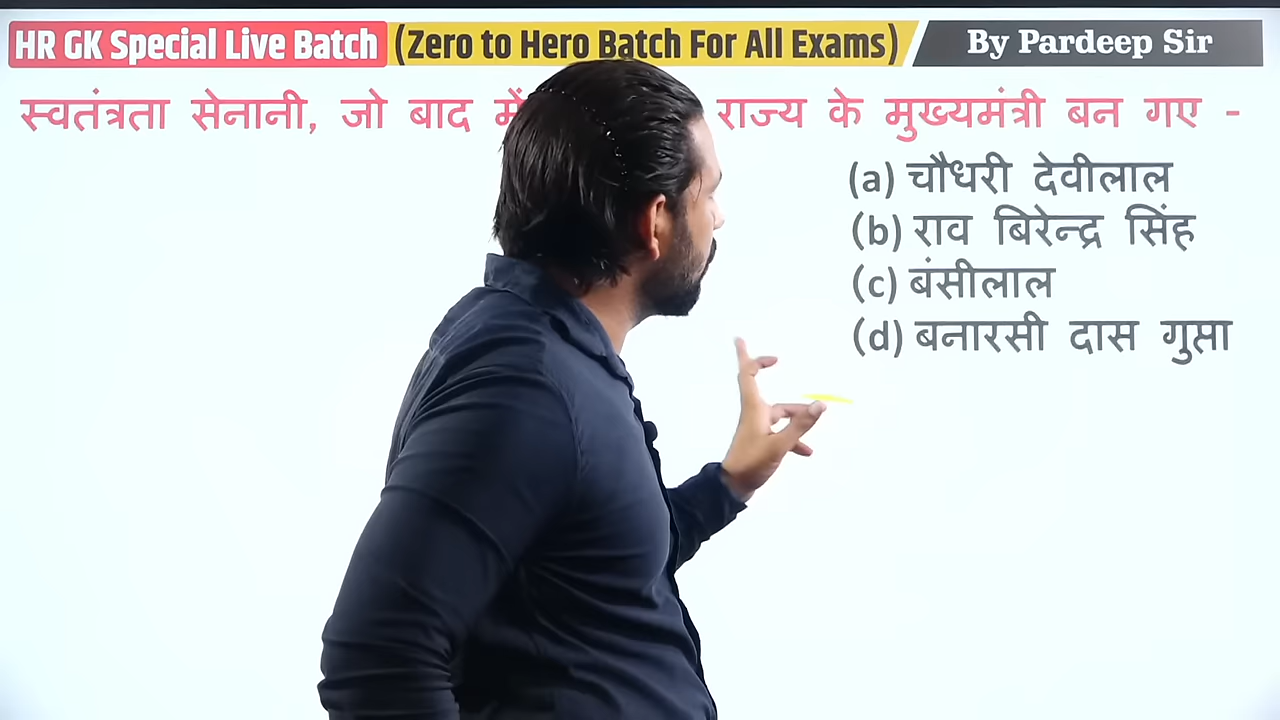 HR GK Special Live Batch (Zero to Hero Batch For All Exams) By Pardeep Sir
स्वतंत्रता सेनानी, जो बाद में राज्य के मुख्यमंत्री बन गए -
(a) चौधरी देवीलाल
(b) राव बिरेन्द्र सिंह
(c) बंसीलाल
(d) बनारसी दास गुप्ता